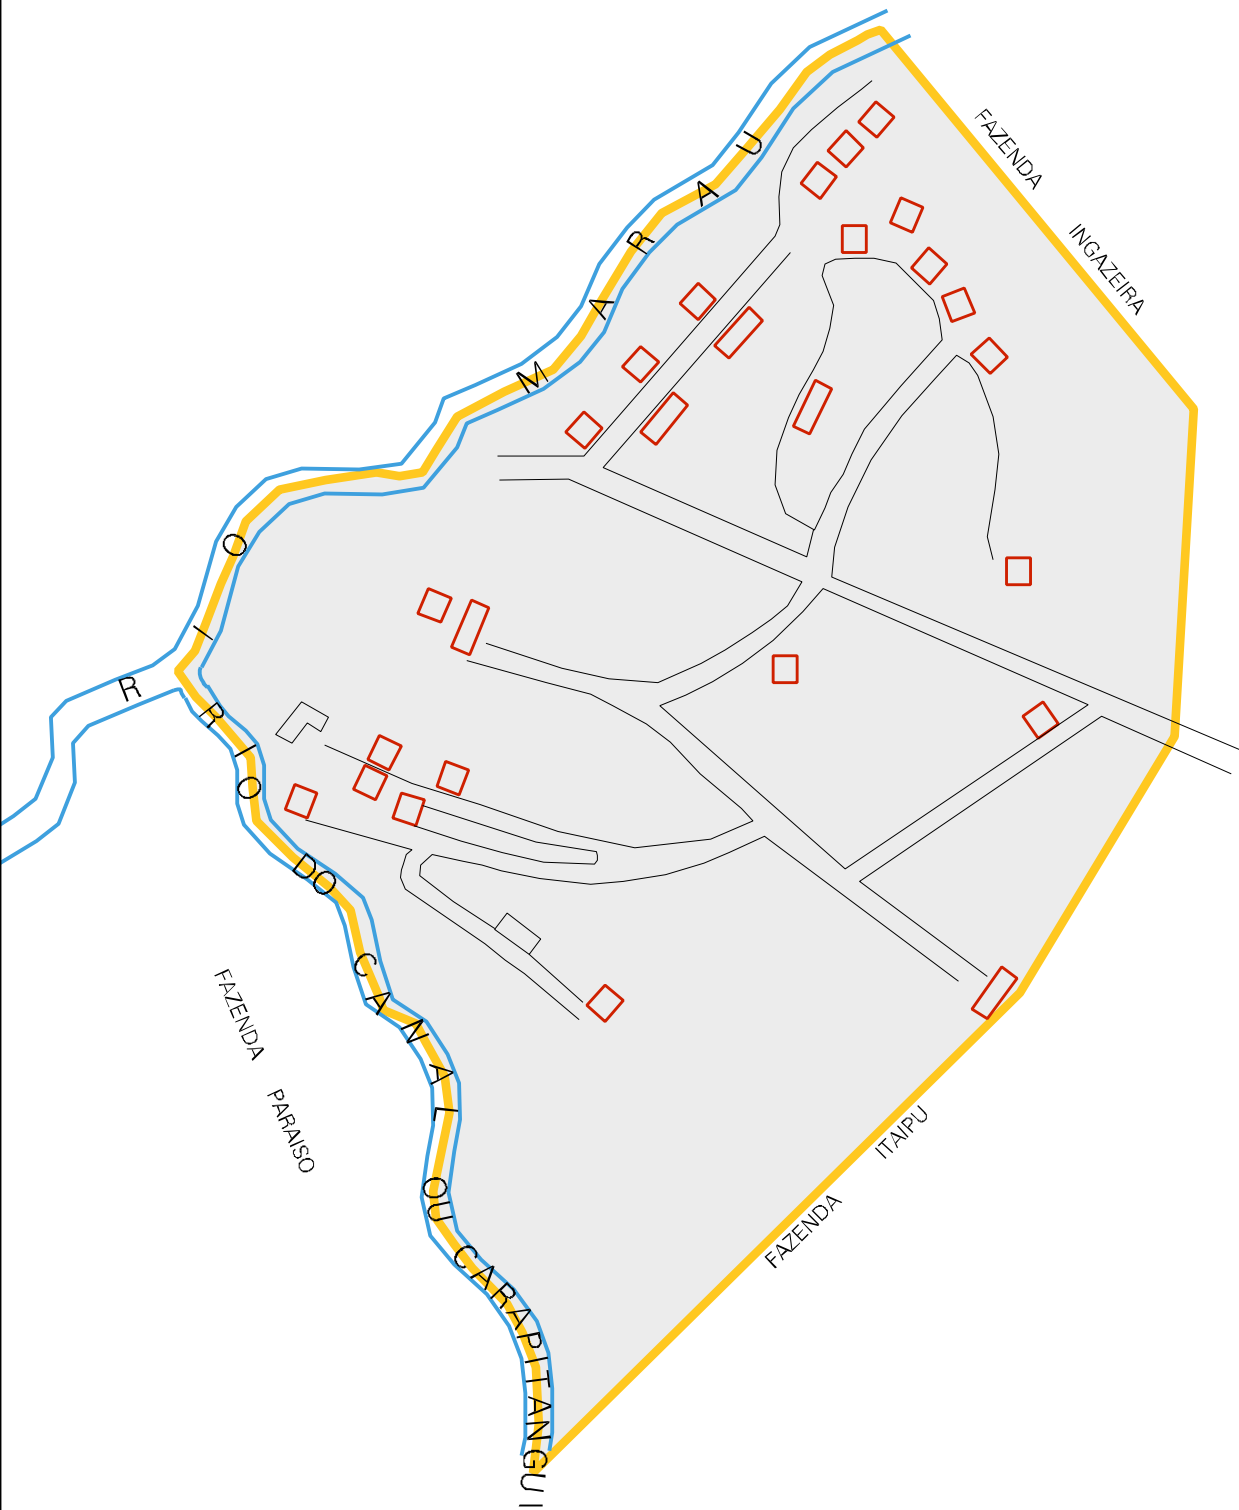 FAZENDA INGAZEIRA
RIO MARAU
R
RIO DO CANAL OU CARAPITANGUI
FAZENDA PARAISO
FAZENDA ITAIPU